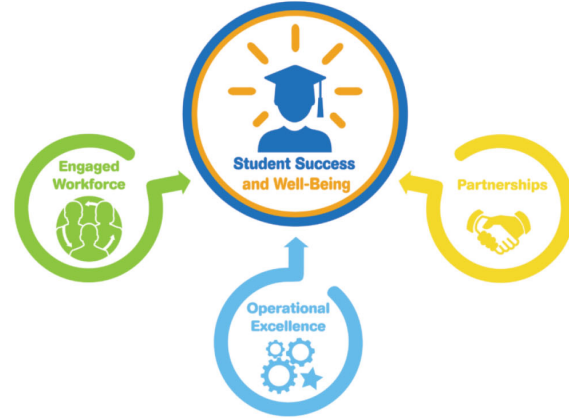 Student Success
and Well-Being
Engaged
Workforce
Partnerships
Operational
Excellence